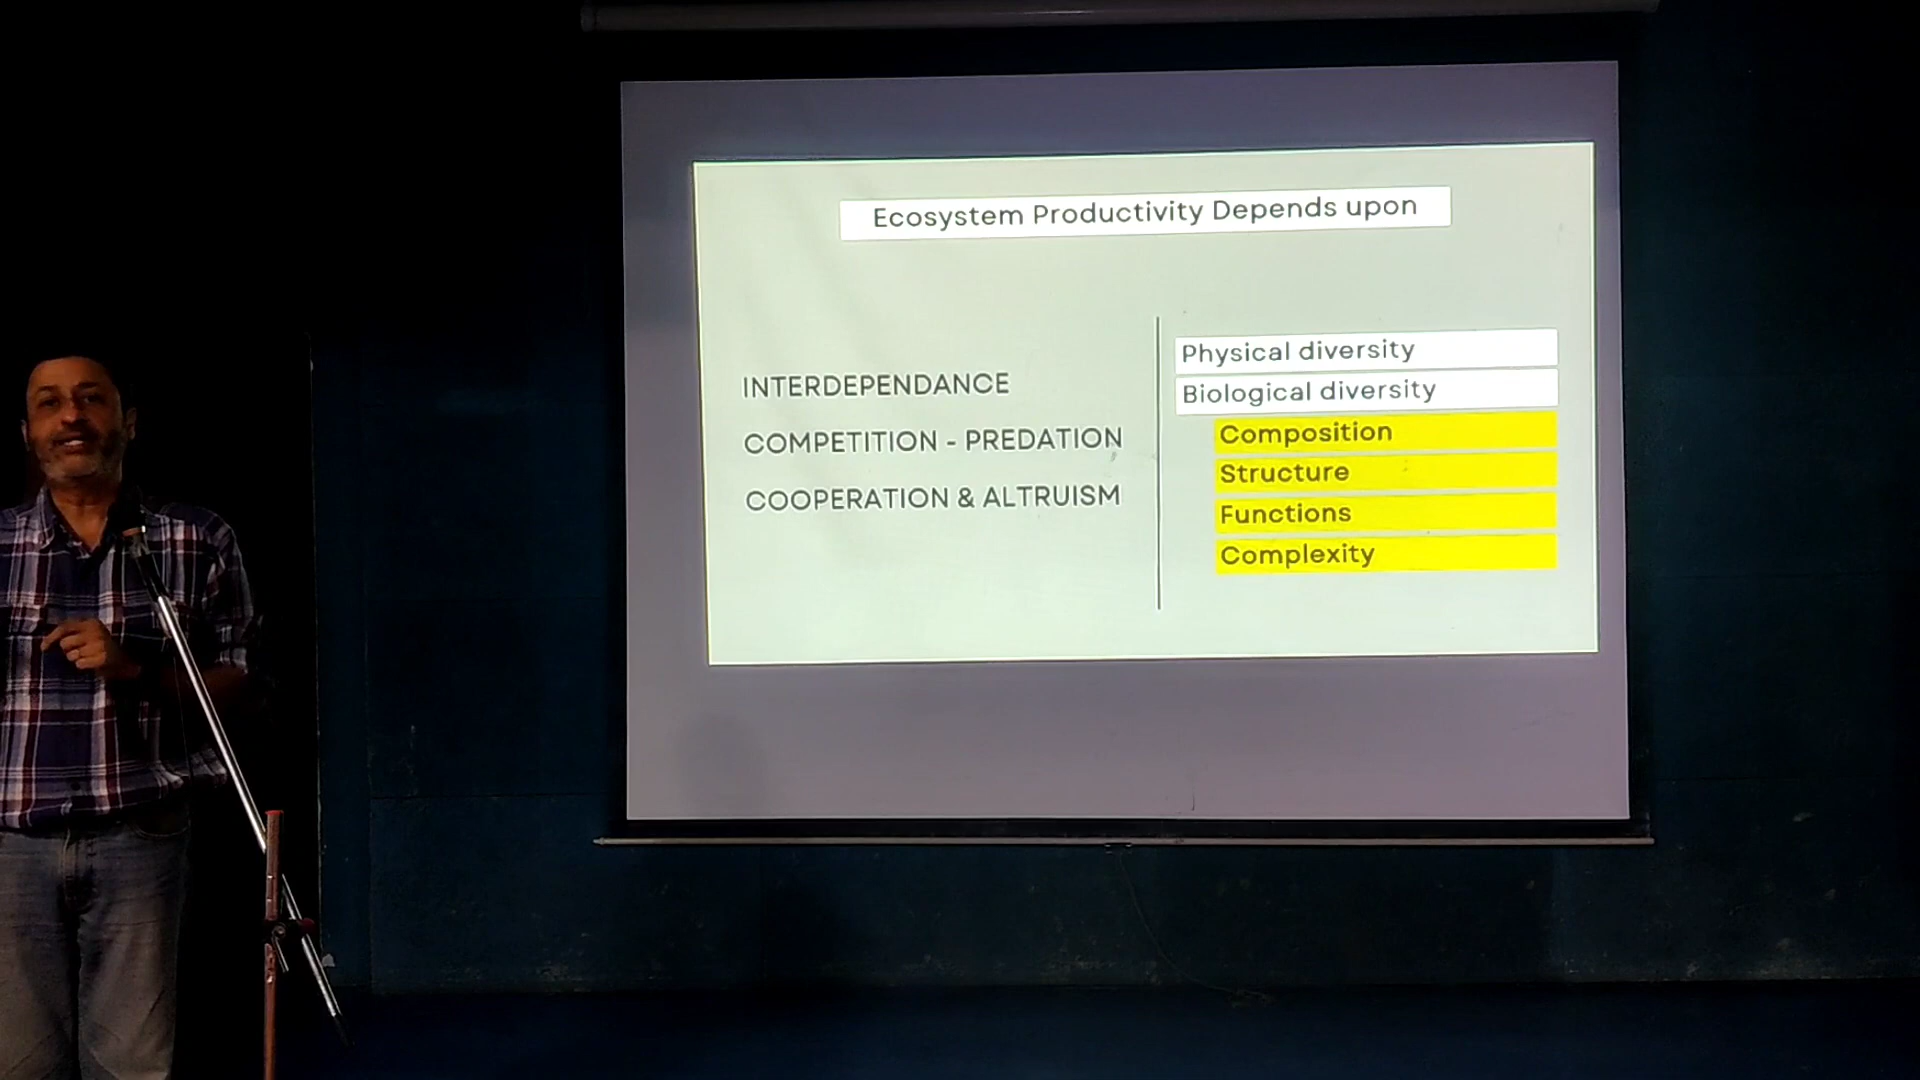 Ecosystem Productivity Depends upon
INTERDEPENDANCE
COMPETITION - PREDATION
COOPERATION & ALTRUISM
Physical diversity
Biological diversity
Composition
Structure
Functions
Complexity